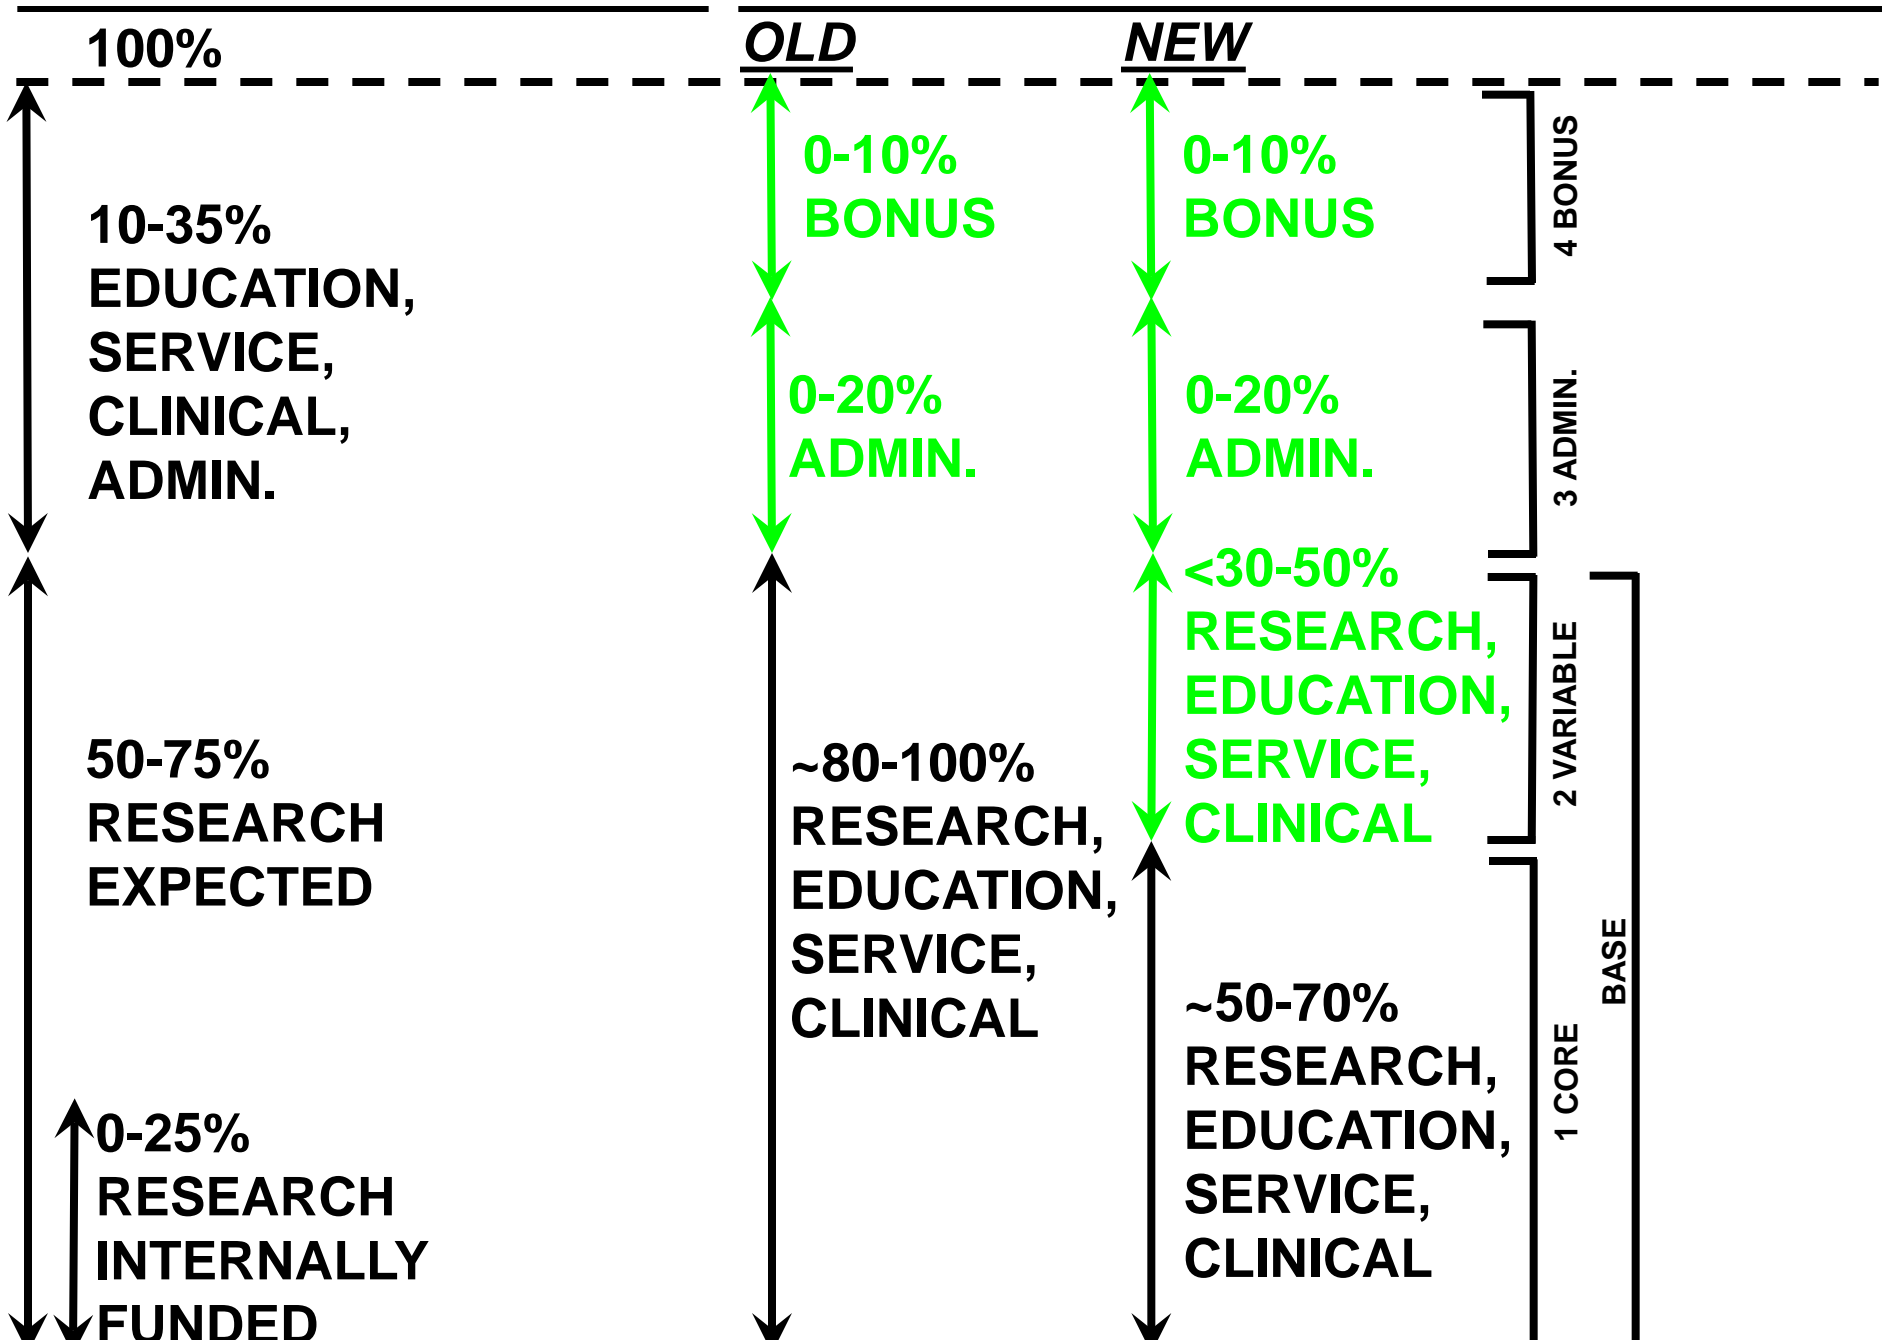 100%
OLD
NEW
10-35%
EDUCATION,
SERVICE,
CLINICAL,
ADMIN.
50-75%
RESEARCH
EXPECTED
0-25%
RESEARCH
INTERNALLY
FUNDED
0-10%
BONUS
0-20%
ADMIN.
~80-100%
RESEARCH,
EDUCATION,
SERVICE,
CLINICAL
0-10%
BONUS
0-20%
ADMIN.
<30-50%
RESEARCH,
EDUCATION,
SERVICE,
CLINICAL
~50-70%
RESEARCH,
EDUCATION,
SERVICE,
CLINICAL
4 BONUS
3 ADMIN.
2 VARIABLE
1 CORE
BASE